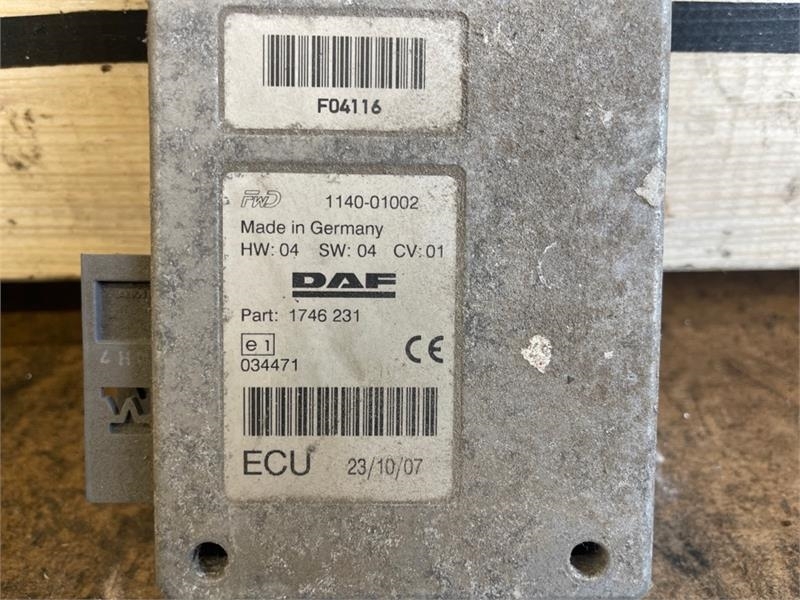 F04116
FWD 1140-01002
Made in Germany
HW: 04 SW: 04 CV: 01
DAF
Part: 1746 231
e1
CE
034471
ECU 23/10/07